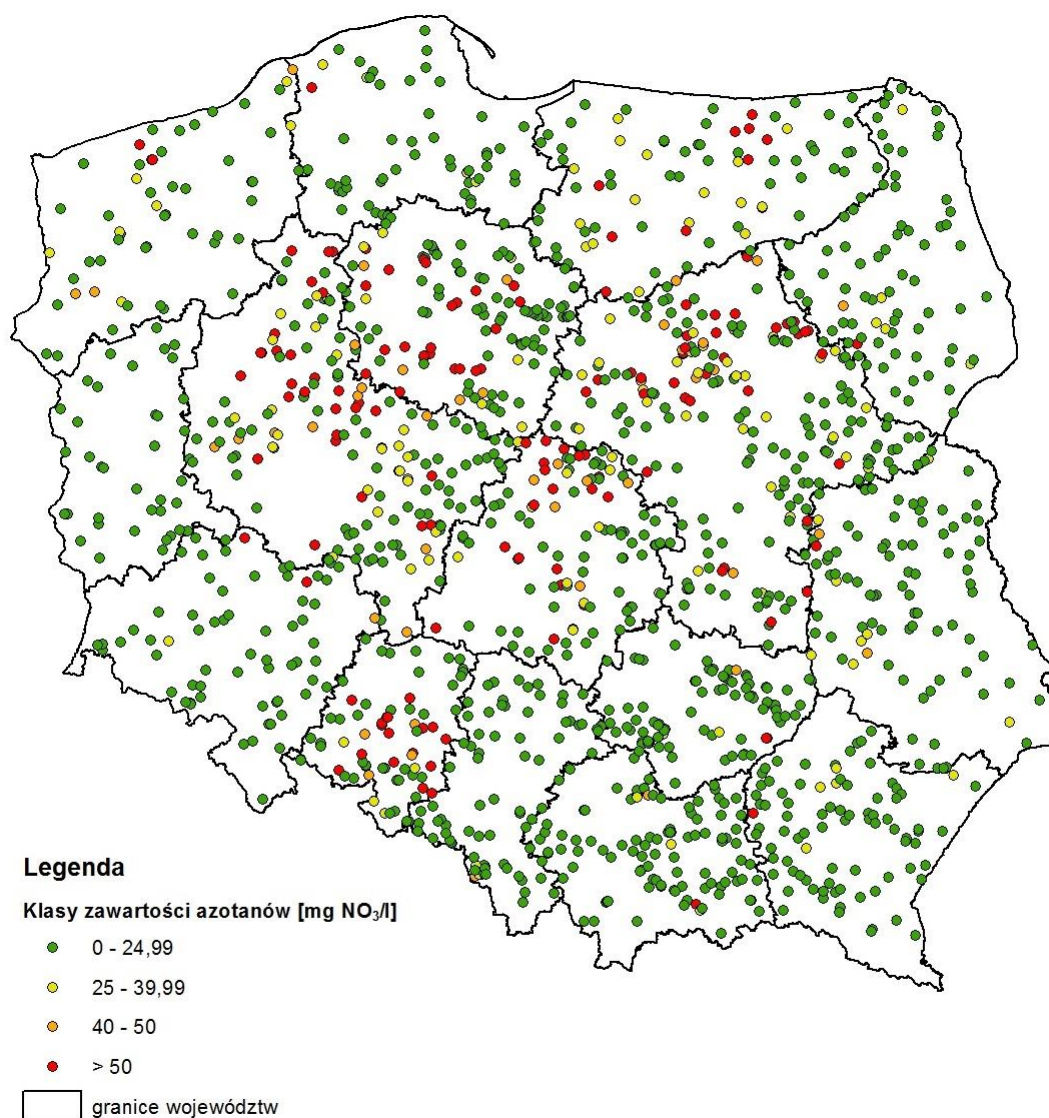 Legenda
Klasy zawartości azotanów [mg NO₃/l]
0 - 24,99
25 - 39,99
40 - 50
> 50
granice województw